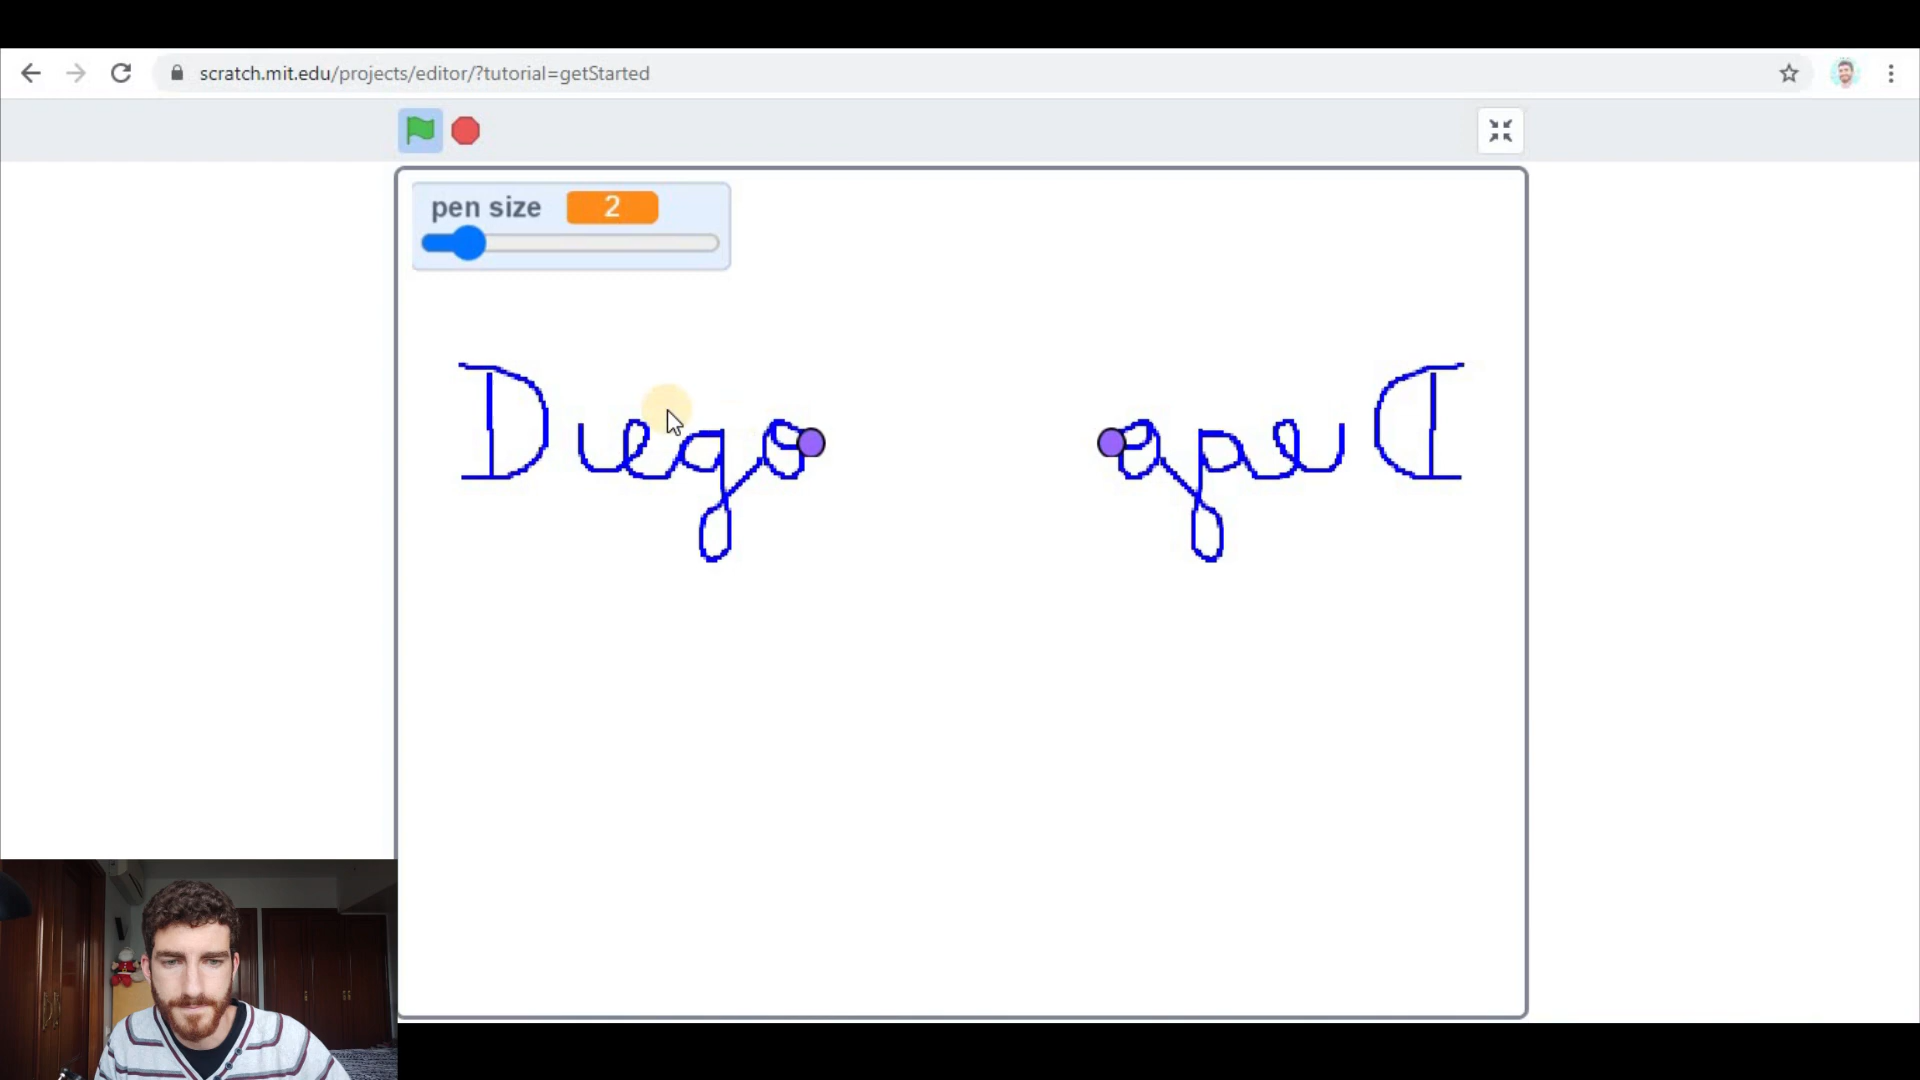 scratch.mit.edu/projects/editor/?tutorial=getStarted
pen size 2
Diego